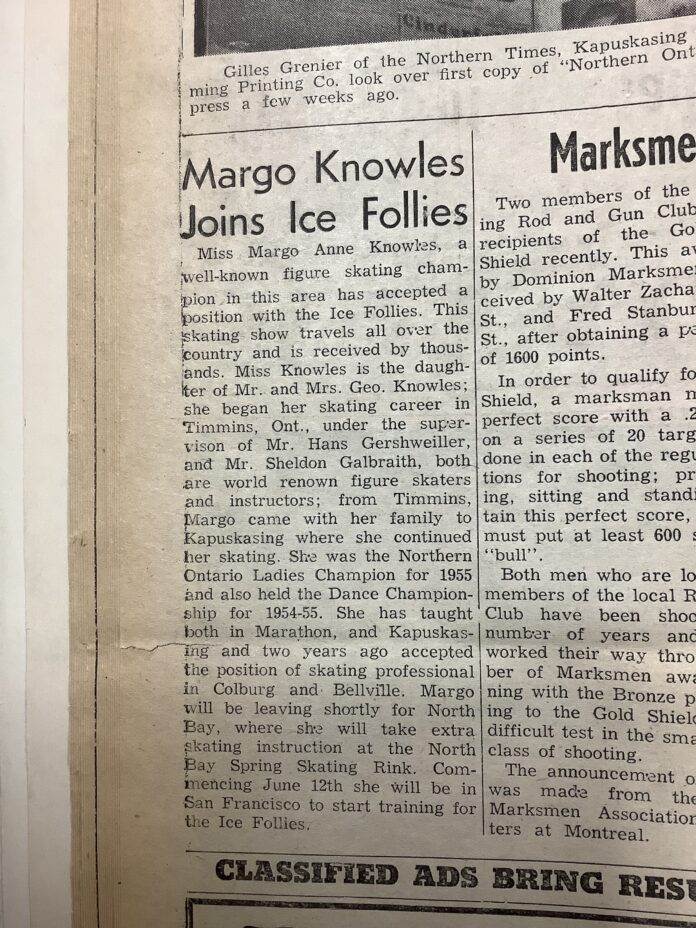 Gilles Grenier of the Northern Times, Kapuskasing
ming Printing Co. look over first copy of "Northern Ont
press a few weeks ago.
Margo Knowles
Joins Ice Follies
Miss Margo Anne Knowles, a
well-known figure skating cham-
pion in this area has accepted a
position with the Ice Follies. This
skating show travels all over the
country and is received by thous-
ands. Miss Knowles is the daugh-
ter of Mr. and Mrs. Geo. Knowles;
she began her skating career in
Timmins, Ont., under the super-
vison of Mr. Hans Gershweiller,
and Mr. Sheldon Galbraith, both
are world renown figure skaters
and instructors; from Timmins,
Margo came with her family to
Kapuskasing where she continued
her skating. She was the Northern
Ontario Ladies Champion for 1955
and also held the Dance Champion-
ship for 1954-55. She has taught
both in Marathon, and Kapuskas-
ing and two years ago accepted
the position of skating professional
in Colburg and Bellville. Margo
will be leaving shortly for North
Bay, where she will take extra
skating instruction at the North
Bay Spring Skating Rink. Com-
mencing June 12th she will be in
San Francisco to start training for
the Ice Follies.
Marksme
Two members of the
ing Rod and Gun Club
recipients of the Go
Shield recently. This av
by Dominion Marksme
ceived by Walter Zacha
St., and Fred Stanbur
St., after obtaining a pe
of 1600 points.
In order to qualify fo
Shield, a marksman m
perfect score with a .2
on a series of 20 targ
done in each of the regu
tions for shooting; pr
ing, sitting and standi
tain this perfect score,
must put at least 600 s
"bull".
Both men who are lo
members of the local R
Club have been shoo
number of years and
worked their way thro
ber of Marksmen awa
ning with the Bronze p
ing to the Gold Shield
difficult test in the sma
class of shooting.
The announcement o
was made from the
Marksmen Association
ters at Montreal.
CLASSIFIED ADS BRING RESU